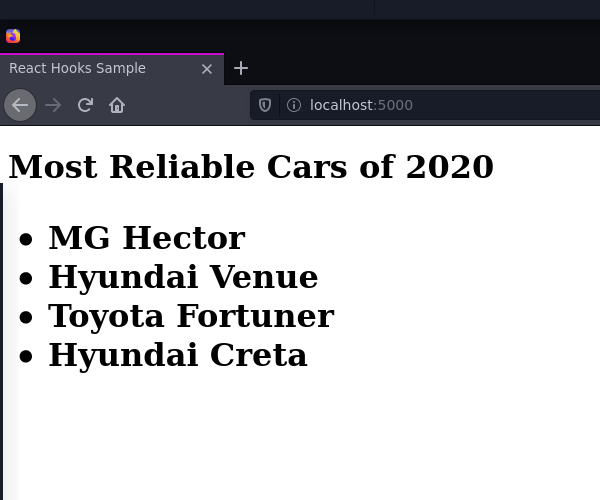 React Hooks Sample
localhost:5000
Most Reliable Cars of 2020
MG Hector
Hyundai Venue
Toyota Fortuner
Hyundai Creta